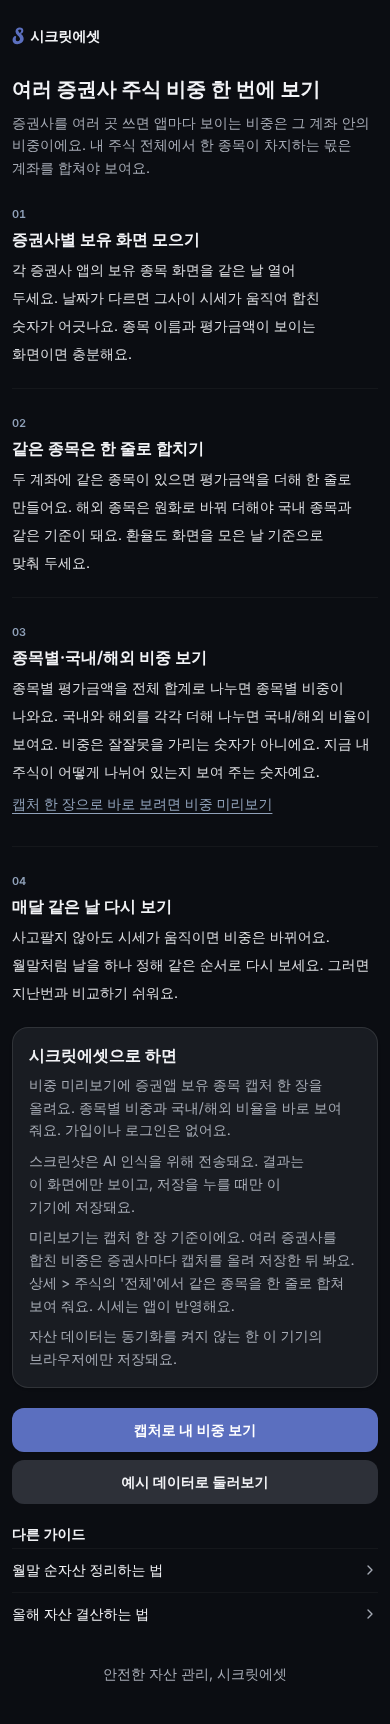 시크릿에셋
여러 증권사 주식 비중 한 번에 보기
증권사를 여러 곳 쓰면 앱마다 보이는 비중은 그 계좌 안의
비중이에요. 내 주식 전체에서 한 종목이 차지하는 몫은
계좌를 합쳐야 보여요.
01
증권사별 보유 화면 모으기
각 증권사 앱의 보유 종목 화면을 같은 날 열어
두세요. 날짜가 다르면 그사이 시세가 움직여 합친
숫자가 어긋나요. 종목 이름과 평가금액이 보이는
화면이면 충분해요.
02
같은 종목은 한 줄로 합치기
두 계좌에 같은 종목이 있으면 평가금액을 더해 한 줄로
만들어요. 해외 종목은 원화로 바꿔 더해야 국내 종목과
같은 기준이 돼요. 환율도 화면을 모은 날 기준으로
맞춰 두세요.
03
종목별·국내/해외 비중 보기
종목별 평가금액을 전체 합계로 나누면 종목별 비중이
나와요. 국내와 해외를 각각 더해 나누면 국내/해외 비율이
보여요. 비중은 잘잘못을 가리는 숫자가 아니에요. 지금 내
주식이 어떻게 나뉘어 있는지 보여 주는 숫자예요.
캡처 한 장으로 바로 보려면 비중 미리보기
04
매달 같은 날 다시 보기
사고팔지 않아도 시세가 움직이면 비중은 바뀌어요.
월말처럼 날을 하나 정해 같은 순서로 다시 보세요. 그러면
지난번과 비교하기 쉬워요.
시크릿에셋으로 하면
비중 미리보기에 증권앱 보유 종목 캡처 한 장을
올려요. 종목별 비중과 국내/해외 비율을 바로 보여
줘요. 가입이나 로그인은 없어요.
스크린샷은 AI 인식을 위해 전송돼요. 결과는
이 화면에만 보이고, 저장을 누를 때만 이
기기에 저장돼요.
미리보기는 캡처 한 장 기준이에요. 여러 증권사를
합친 비중은 증권사마다 캡처를 올려 저장한 뒤 봐요.
상세 > 주식의 '전체'에서 같은 종목을 한 줄로 합쳐
보여 줘요. 시세는 앱이 반영해요.
자산 데이터는 동기화를 켜지 않는 한 이 기기의
브라우저에만 저장돼요.
캡처로 내 비중 보기
예시 데이터로 둘러보기
다른 가이드
월말 순자산 정리하는 법
올해 자산 결산하는 법
안전한 자산 관리, 시크릿에셋